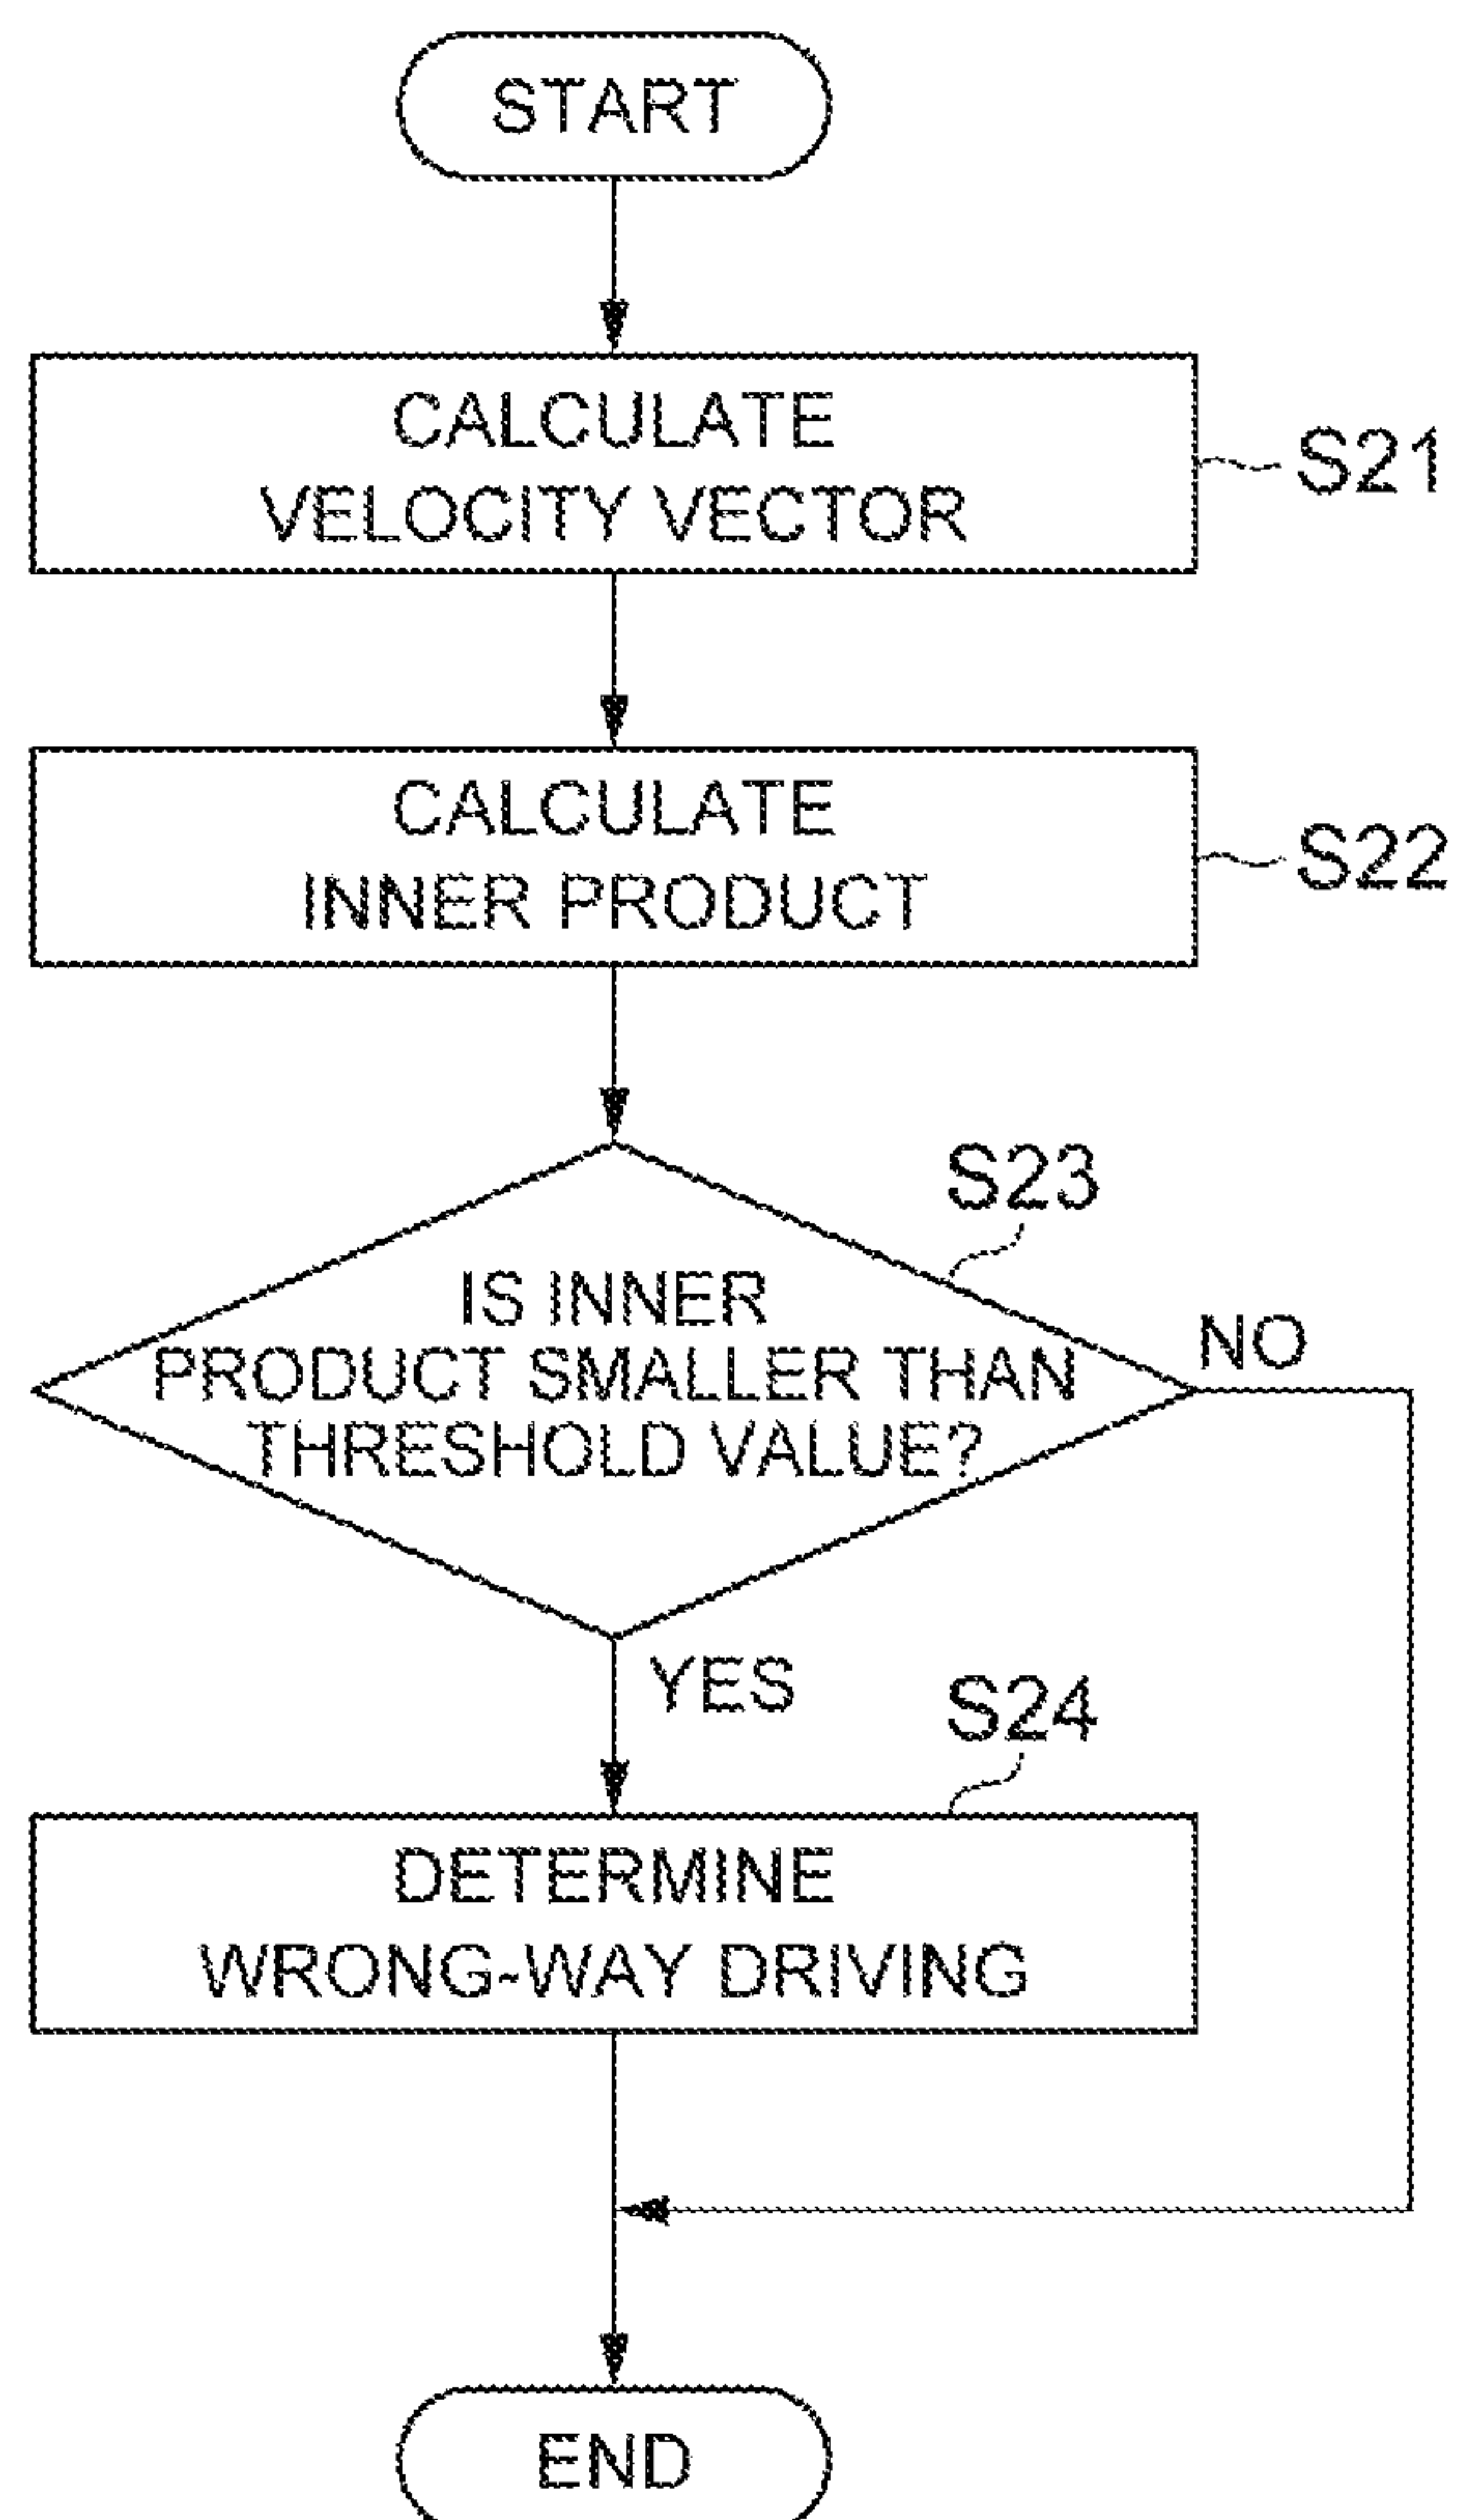 START
CALCULATE
VELOCITY VECTOR
S21
CALCULATE
INNER PRODUCT
S22
S23
IS INNER
PRODUCT SMALLER THAN
THRESHOLD VALUE?
NO
YES
S24
DETERMINE
WRONG-WAY DRIVING
END